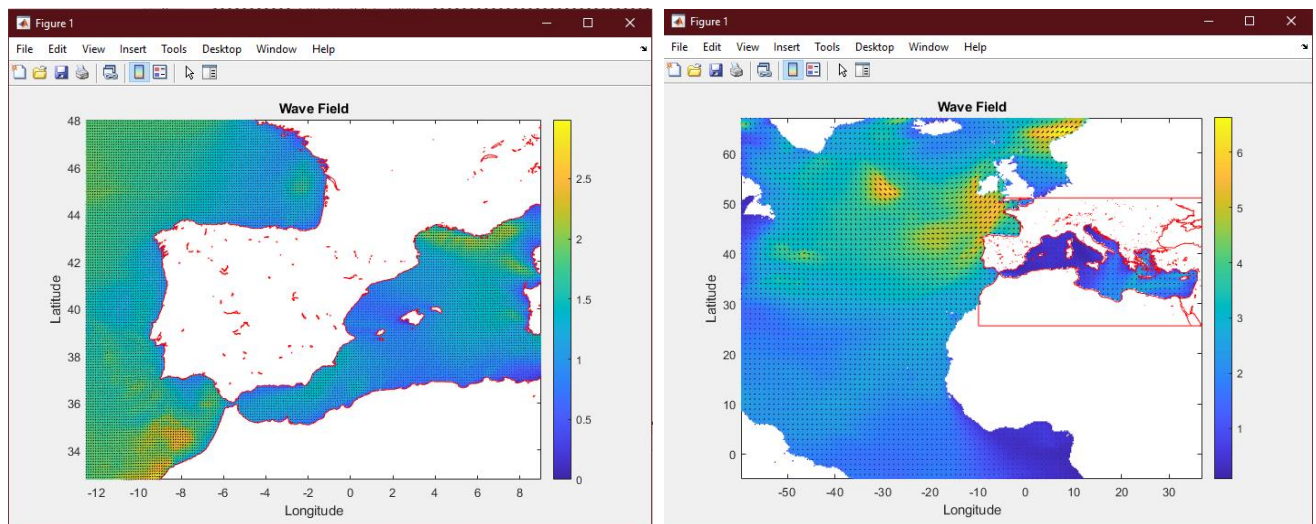 Figure 1
File Edit View Insert Tools Desktop Window Help
Wave Field
48
46
44
42
40
38
36
34
Latitude
-12 -10 -8 -6 -4 -2 0 2 4 6 8
Longitude
2.5
2
1.5
1
0.5
0
Figure 1
File Edit View Insert Tools Desktop Window Help
Wave Field
60
50
40
30
20
10
0
Latitude
-50 -40 -30 -20 -10 0 10 20 30
Longitude
6
5
4
3
2
1